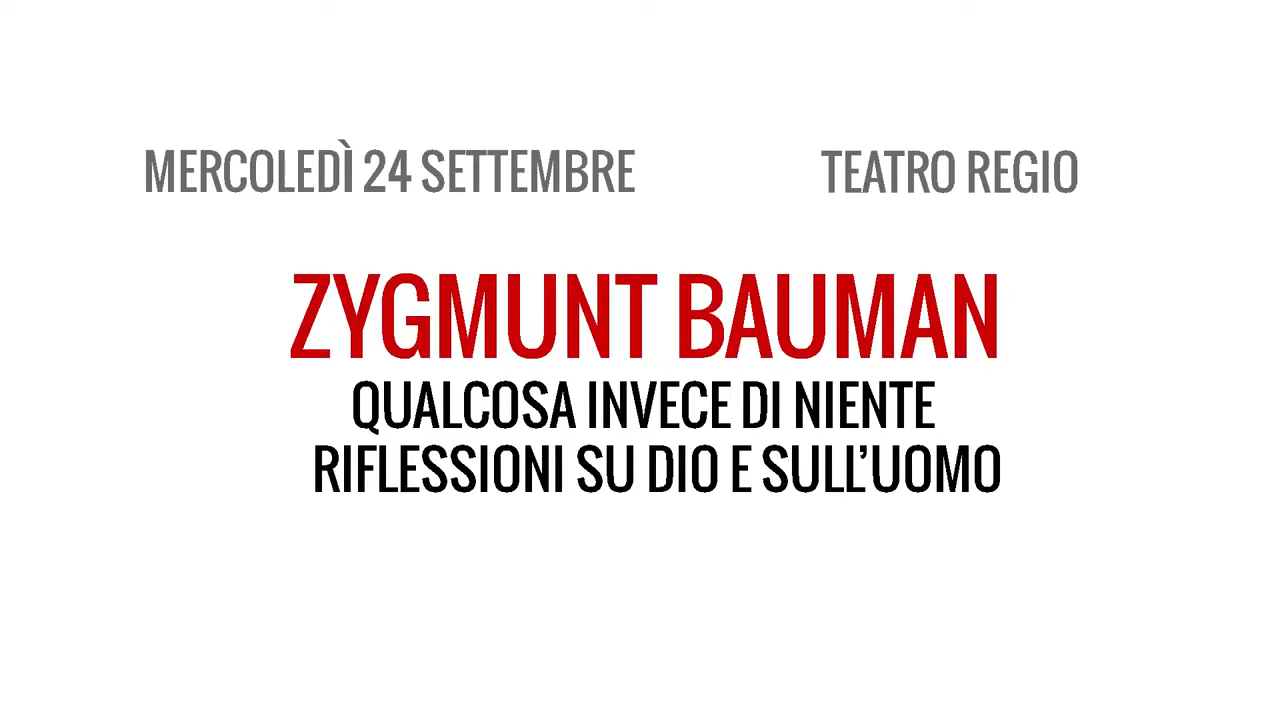 MERCOLEDÌ 24 SETTEMBRE TEATRO REGIO
ZYGMUNT BAUMAN
QUALCOSA INVECE DI NIENTE
RIFLESSIONI SU DIO E SULL’UOMO